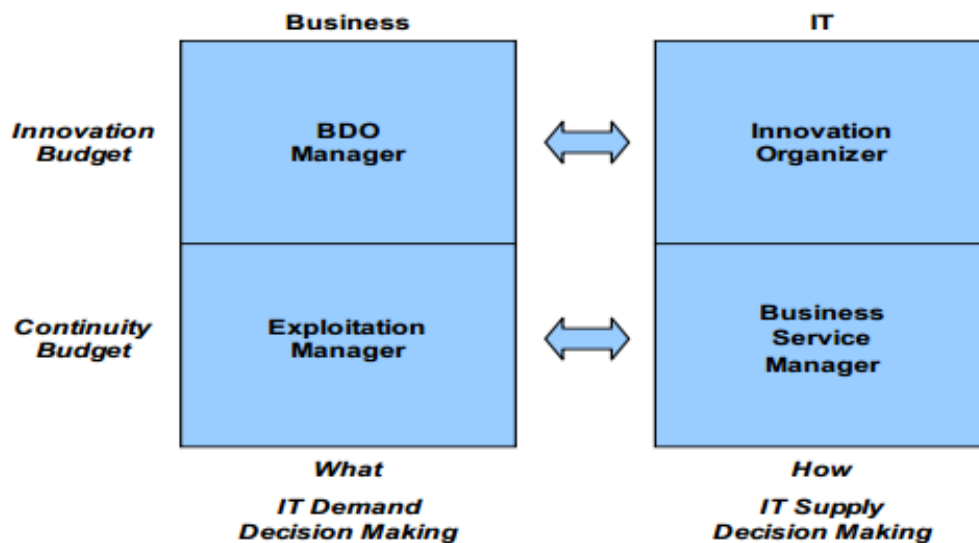 Business
IT
Innovation
Budget
BDO
Manager
Innovation
Organizer
Continuity
Budget
Exploitation
Manager
Business
Service
Manager
What
How
IT Demand
Decision Making
IT Supply
Decision Making